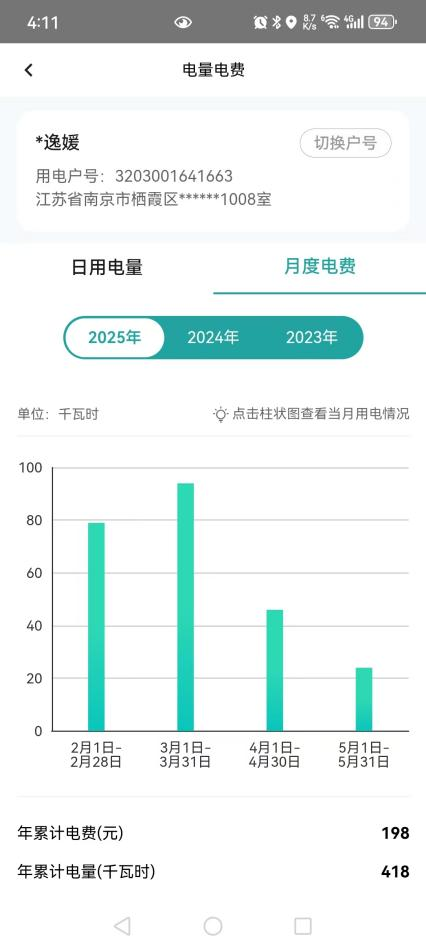 4:11
8.7 K/s 6 4G 94
电量电费
*逸媛
切换户号
用电户号：3203001641663
江苏省南京市栖霞区******1008室
日用电量 月度电费
2025年 2024年 2023年
单位：千瓦时 点击柱状图查看当月用电情况
100
80
60
40
20
0
2月1日- 3月1日- 4月1日- 5月1日-
2月28日 3月31日 4月30日 5月31日
年累计电费(元) 198
年累计电量(千瓦时) 418